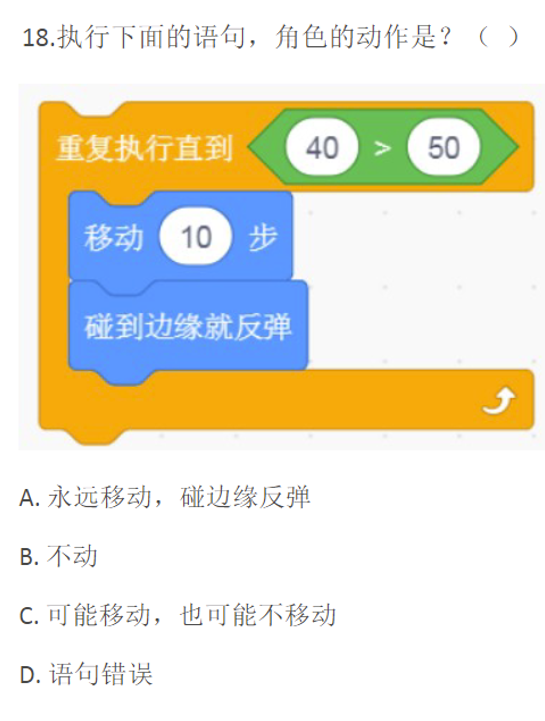 18.执行下面的语句，角色的动作是？（  ）
重复执行直到 40 > 50
移动 10 步
碰到边缘就反弹
A. 永远移动，碰边缘反弹
B. 不动
C. 可能移动，也可能不移动
D. 语句错误